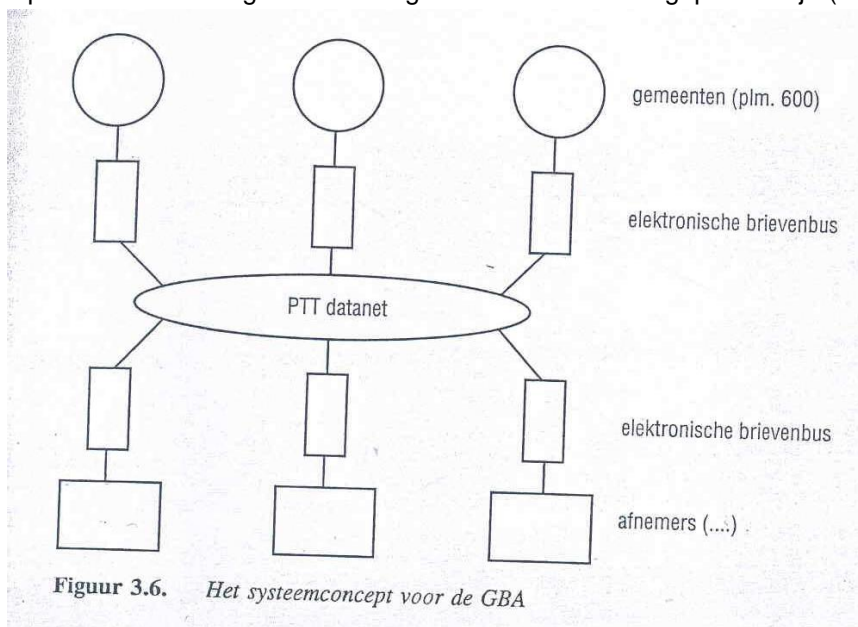 gemeenten (plm. 600)
elektronische brievenbus
PTT datanet
elektronische brievenbus
afnemers (....)
Figuur 3.6. Het systeemconcept voor de GBA